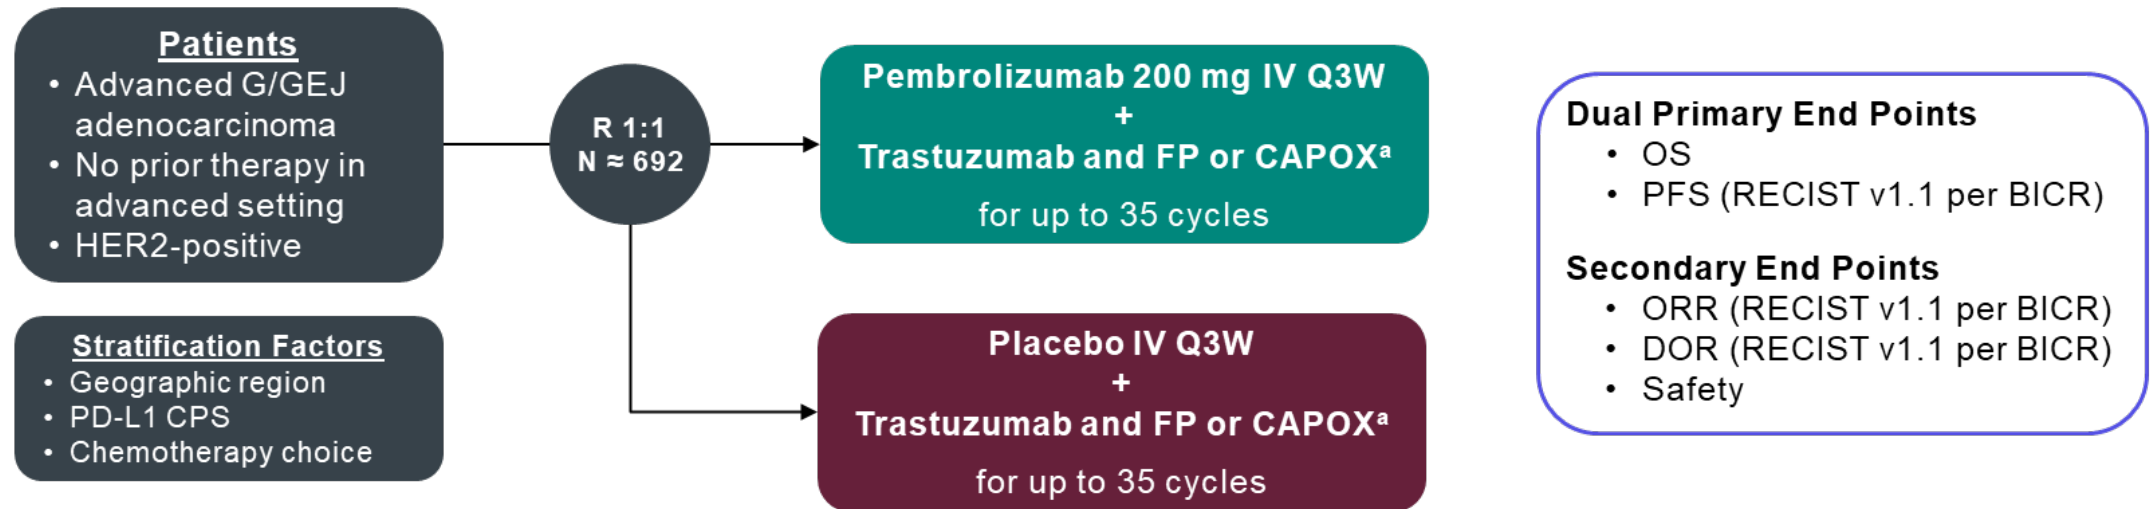 Patients
• Advanced G/GEJ
adenocarcinoma
• No prior therapy in
advanced setting
• HER2-positive
Stratification Factors
• Geographic region
• PD-L1 CPS
• Chemotherapy choice
R 1:1
N ≈ 692
Pembrolizumab 200 mg IV Q3W
+
Trastuzumab and FP or CAPOXᵃ
for up to 35 cycles
Placebo IV Q3W
+
Trastuzumab and FP or CAPOXᵃ
for up to 35 cycles
Dual Primary End Points
• OS
• PFS (RECIST v1.1 per BICR)
Secondary End Points
• ORR (RECIST v1.1 per BICR)
• DOR (RECIST v1.1 per BICR)
• Safety